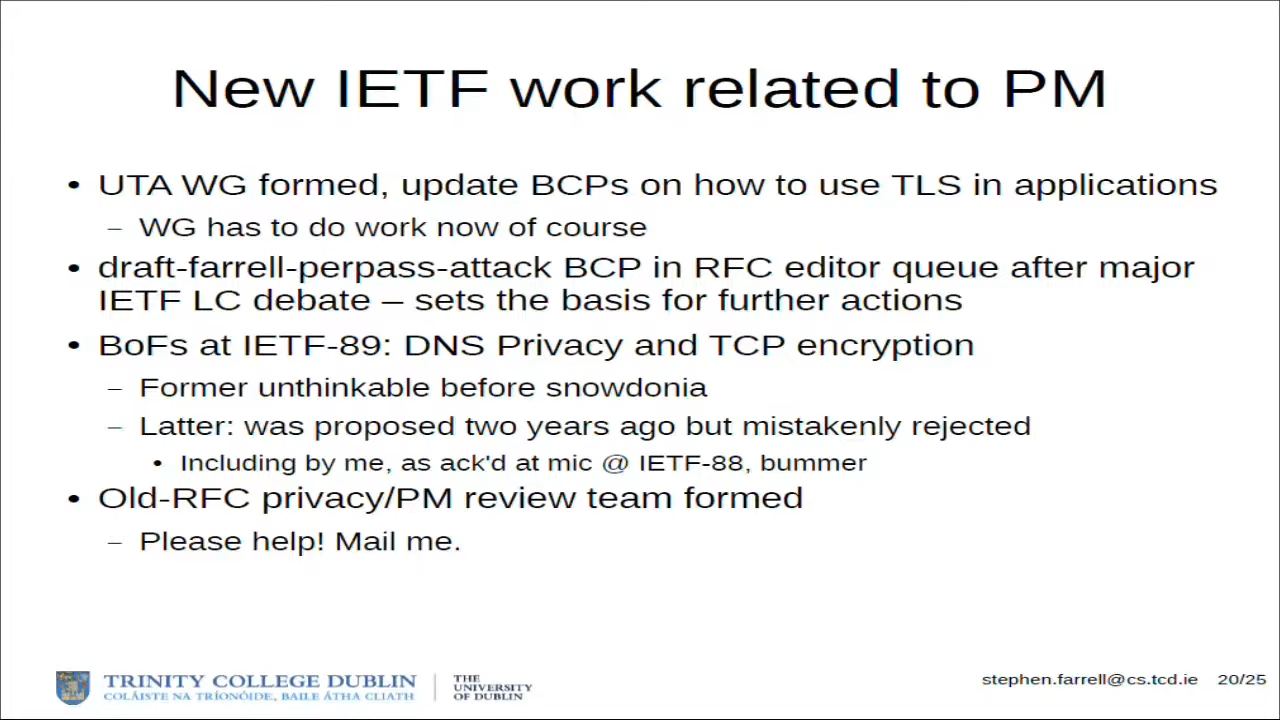 New IETF work related to PM
• UTA WG formed, update BCPs on how to use TLS in applications
– WG has to do work now of course
• draft-farrell-perpass-attack BCP in RFC editor queue after major
IETF LC debate – sets the basis for further actions
• BoFs at IETF-89: DNS Privacy and TCP encryption
– Former unthinkable before snowdonia
– Latter: was proposed two years ago but mistakenly rejected
• Including by me, as ack'd at mic @ IETF-88, bummer
• Old-RFC privacy/PM review team formed
– Please help! Mail me.
TRINITY COLLEGE DUBLIN
COLÁISTE NA TRÍONÓIDE, BAILE ÁTHA CLIATH
THE
UNIVERSITY
OF DUBLIN
stephen.farrell@cs.tcd.ie 20/25